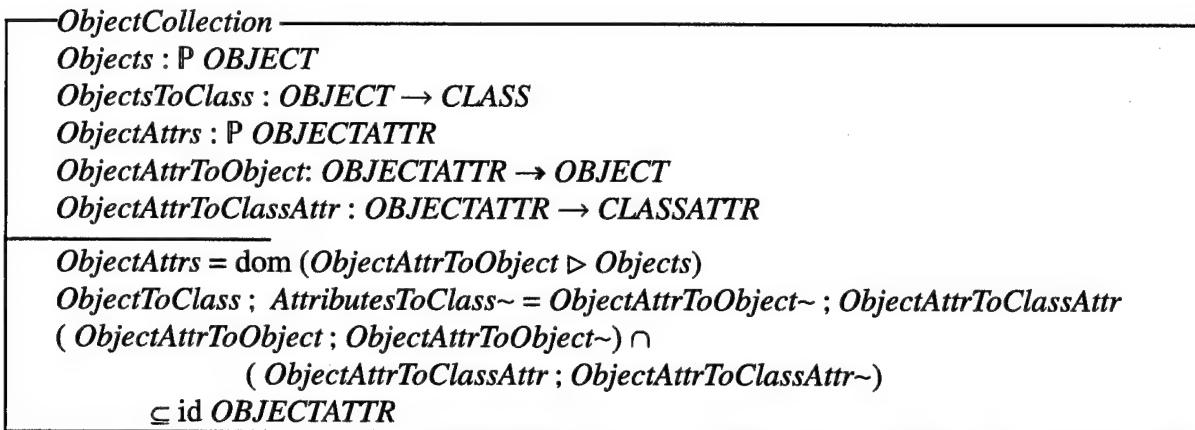 ObjectCollection
Objects : ℙ OBJECT
ObjectsToClass : OBJECT → CLASS
ObjectAttrs : ℙ OBJECTATTR
ObjectAttrToObject: OBJECTATTR ↠ OBJECT
ObjectAttrToClassAttr : OBJECTATTR → CLASSATTR
ObjectAttrs = dom (ObjectAttrToObject ▷ Objects)
ObjectToClass ; AttributesToClass~ = ObjectAttrToObject~ ; ObjectAttrToClassAttr
( ObjectAttrToObject ; ObjectAttrToObject~) ∩
( ObjectAttrToClassAttr ; ObjectAttrToClassAttr~)
⊆ id OBJECTATTR